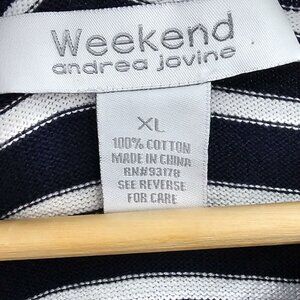 Weekend
andrea jovine
XL
100% COTTON
MADE IN CHINA
RN#93178
SEE REVERSE
FOR CARE